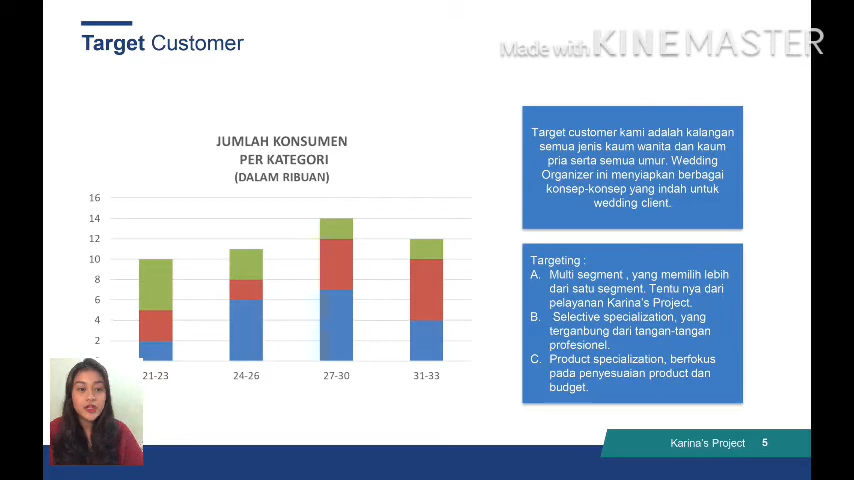 Target Customer
Made with KINEMASTER
JUMLAH KONSUMEN
PER KATEGORI
(DALAM RIBUAN)
16
14
12
10
8
6
4
2
21-23
24-26
27-30
31-33
Target customer kami adalah kalangan
semua jenis kaum wanita dan kaum
pria serta semua umur. Wedding
Organizer ini menyiapkan berbagai
konsep-konsep yang indah untuk
wedding client.
Targeting :
A. Multi segment , yang memilih lebih
dari satu segment. Tentu nya dari
pelayanan Karina's Project.
B. Selective specialization, yang
terganbung dari tangan-tangan
profesionel.
C. Product specialization, berfokus
pada penyesuaian product dan
budget.
Karina's Project 5